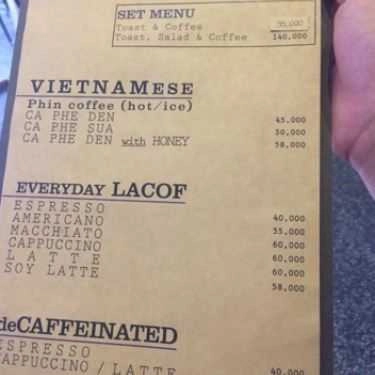 SET MENU
Toast & Coffee
Toast, Salad & Coffee 140,000
VIETNAMESE
Phin coffee (hot/ice)
CA PHE DEN 45,000
CA PHE SUA 50,000
CA PHE DEN with HONEY 58,000
EVERYDAY LACOF
ESPRESSO 40,000
AMERICANO 55,000
MACCHIATO 60,000
CAPPUCCINO 60,000
LATTE 60,000
SOY LATTE 58,000
deCAFFEINATED
ESPRESSO 40,000
CAPPUCCINO / LATTE